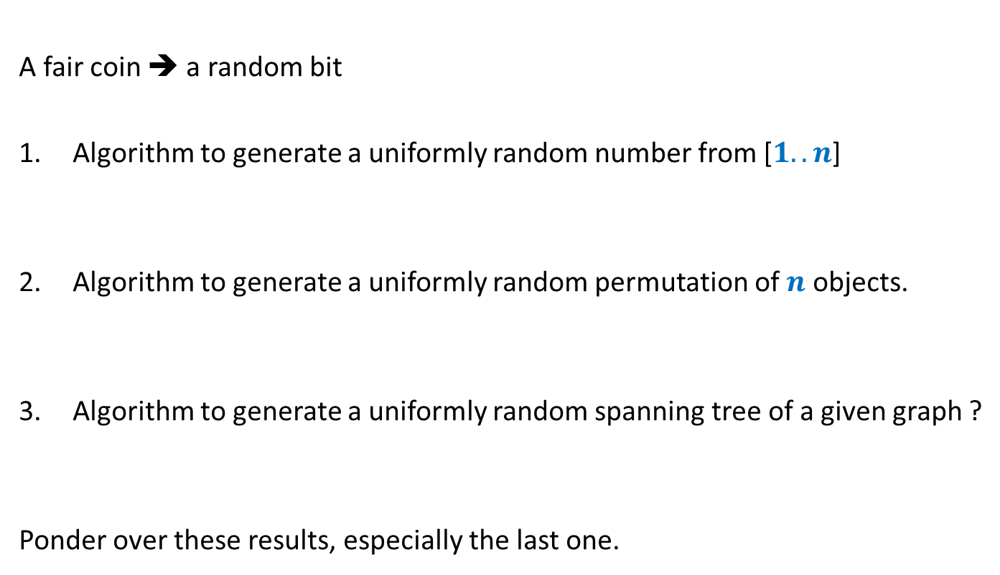 A fair coin ➔ a random bit
1. Algorithm to generate a uniformly random number from [1..n]
2. Algorithm to generate a uniformly random permutation of n objects.
3. Algorithm to generate a uniformly random spanning tree of a given graph ?
Ponder over these results, especially the last one.